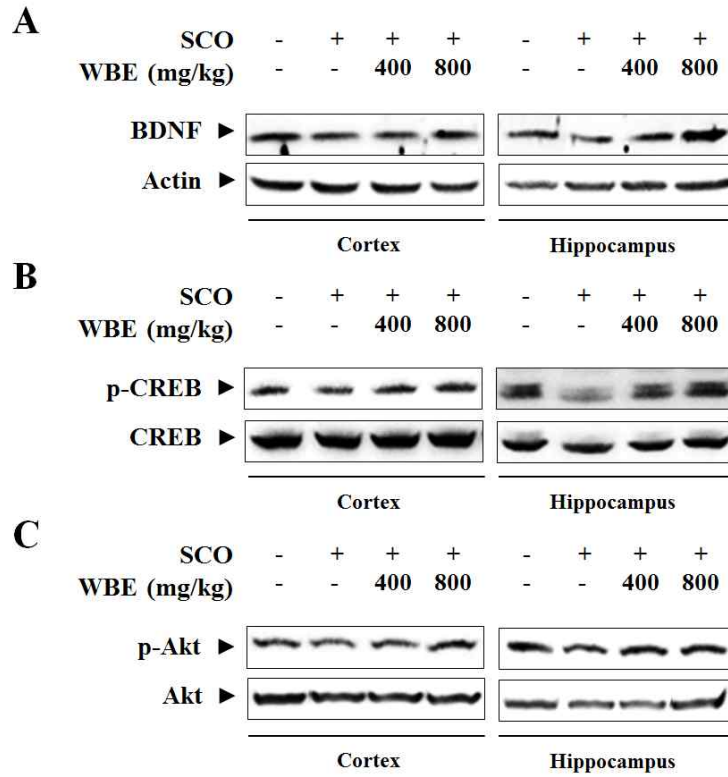 A
SCO - + + + - + + +
WBE (mg/kg) - - 400 800 - - 400 800
BDNF ►
Actin ►
Cortex Hippocampus
B
SCO - + + + - + + +
WBE (mg/kg) - - 400 800 - - 400 800
p-CREB ►
CREB ►
Cortex Hippocampus
C
SCO - + + + - + + +
WBE (mg/kg) - - 400 800 - - 400 800
p-Akt ►
Akt ►
Cortex Hippocampus